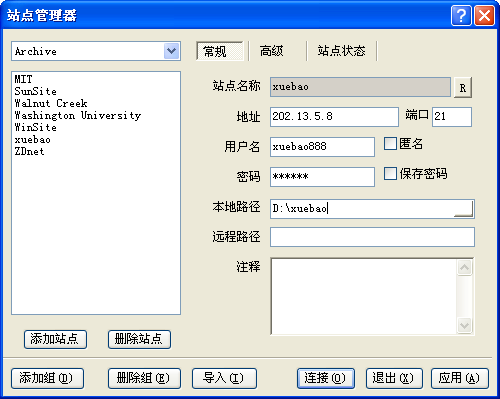 站点管理器
Archive
MIT
SunSite
Walnut Creek
Washington University
WinSite
xuebao
ZDnet
添加站点
删除站点
常规
高级
站点状态
站点名称 xuebao R
地址 202.13.5.8 端口 21
用户名 xuebao888 匿名
密码 ****** 保存密码
本地路径 D:\xuebao
远程路径
注释
添加组(D) 删除组(E) 导入(I) 连接(O) 退出(X) 应用(A)